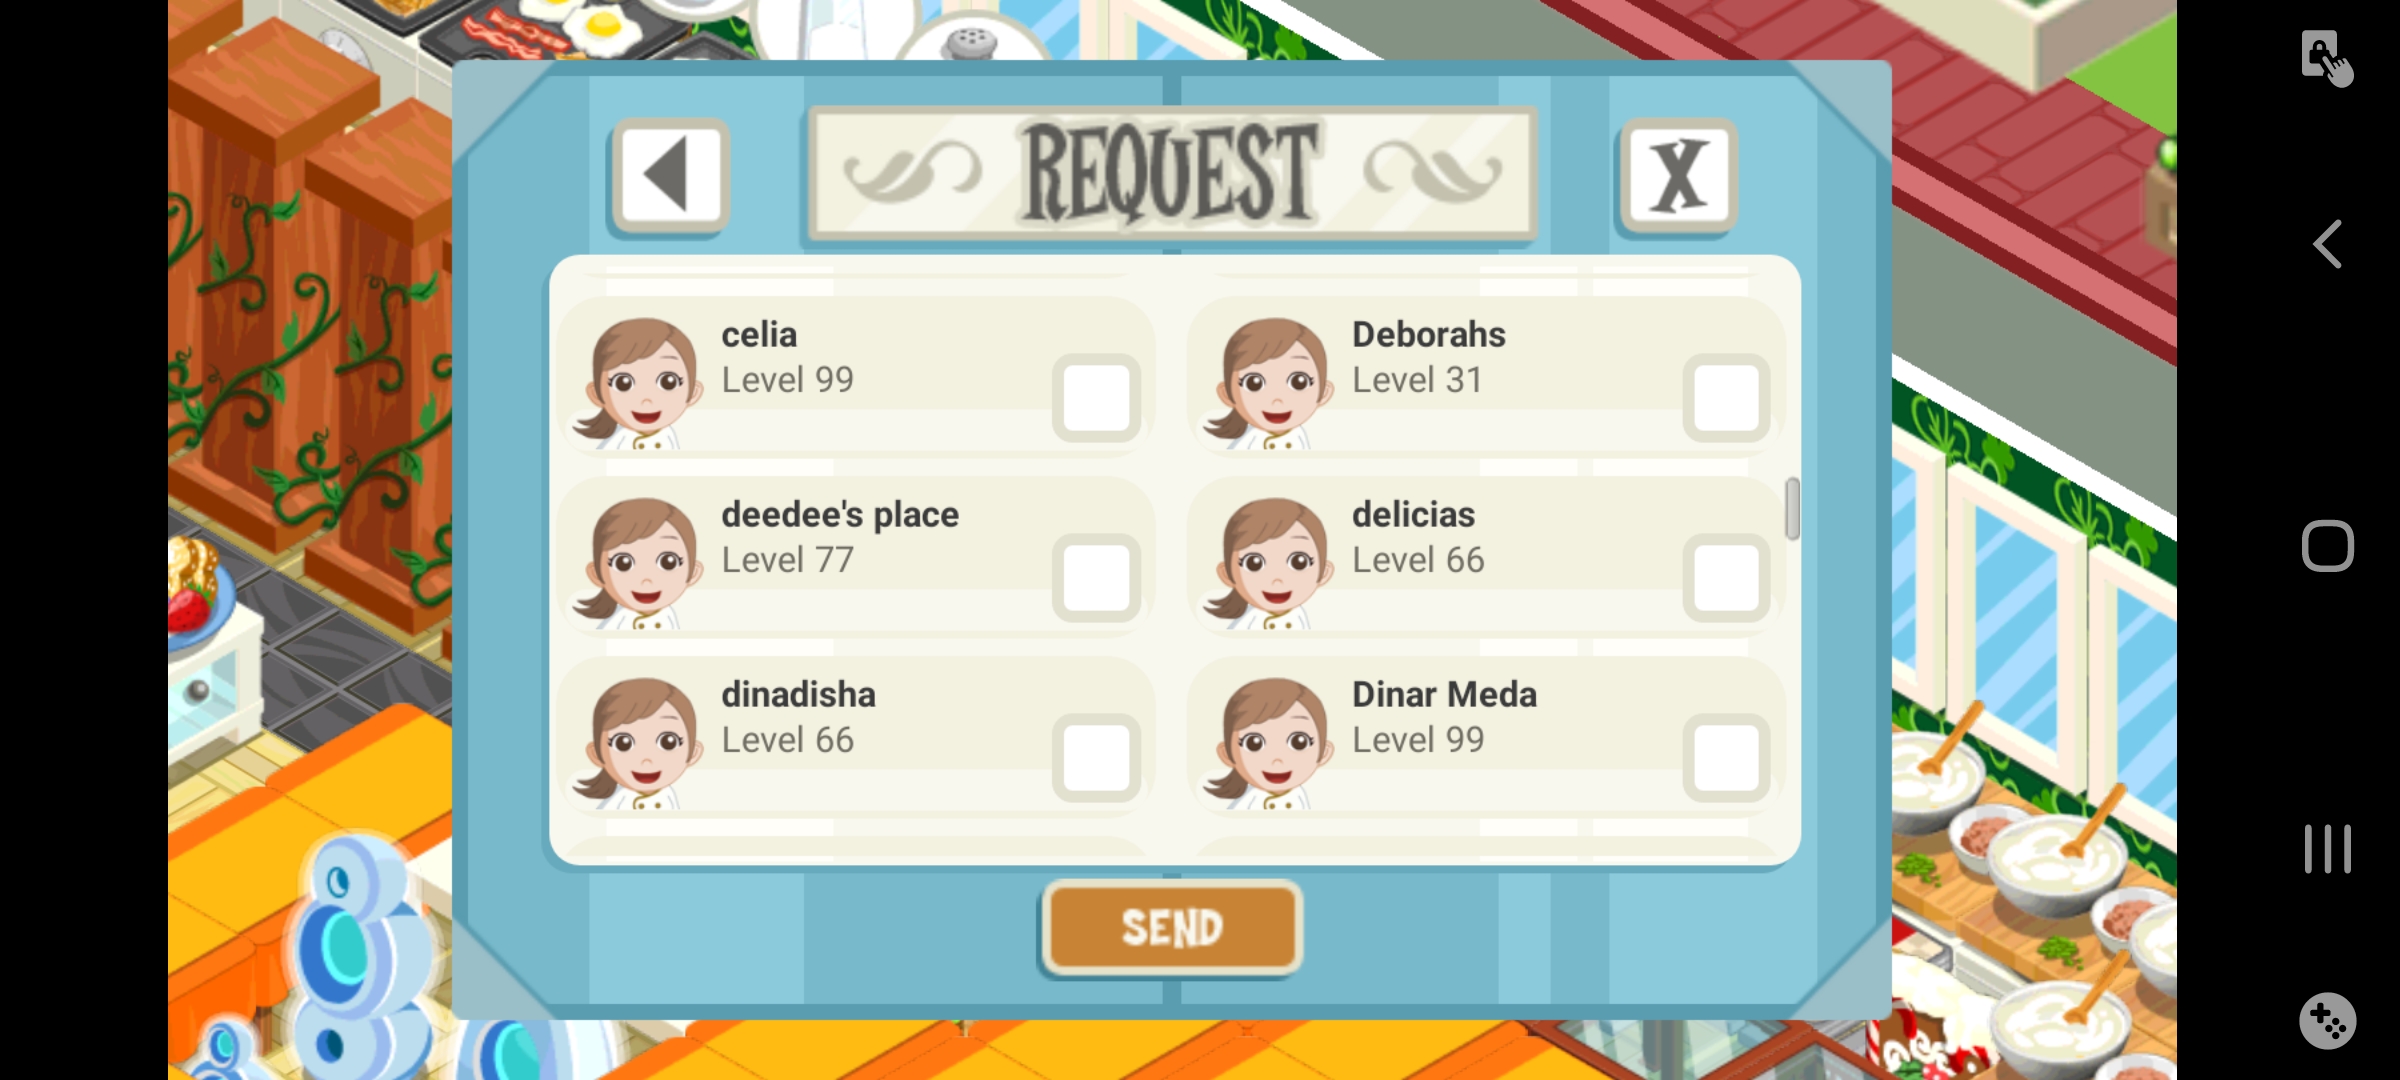 REQUEST
X
celia
Level 99
Deborahs
Level 31
deedee's place
Level 77
delicias
Level 66
dinadisha
Level 66
Dinar Meda
Level 99
SEND